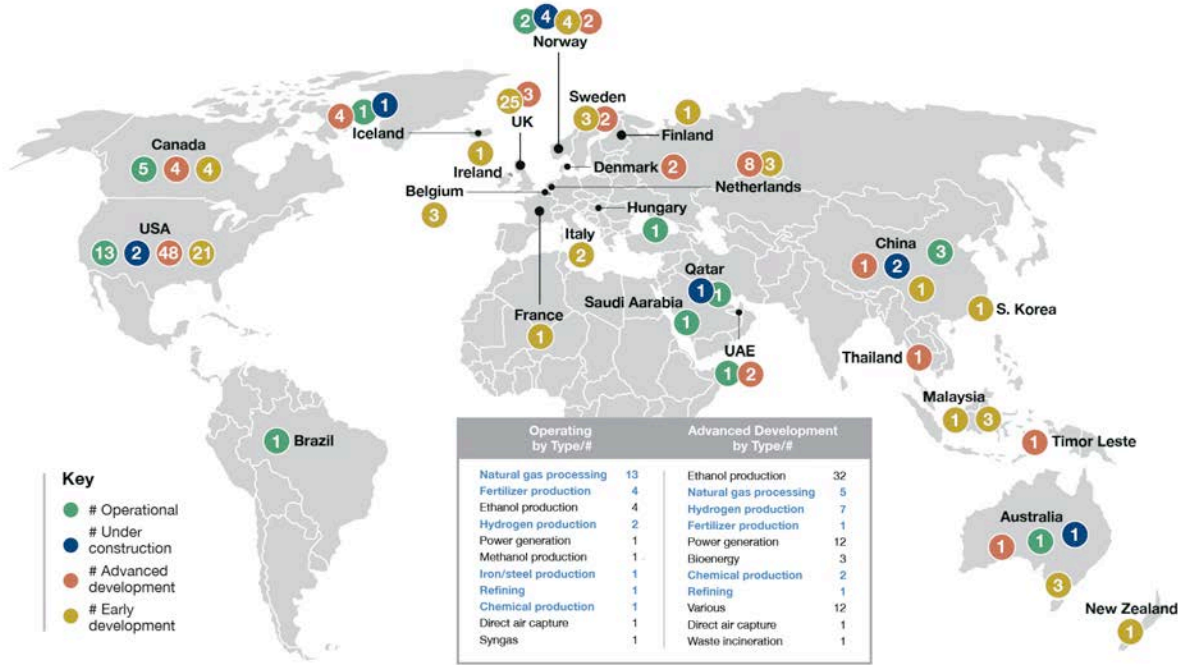 2 4 4 2
Norway
4 1 1
Iceland
25 3
UK
Sweden
3 2
1
Finland
Canada
5 4 4
1
Ireland
Denmark 2
8 3
Netherlands
Belgium
3
Hungary
1
USA
13 2 48 21
Italy
2
China
3
1 2
1
Qatar
1 1
Saudi Aarabia
1
1 S. Korea
France
1
UAE
1 2
Thailand 1
Malaysia
1 3
1 Timor Leste
1 Brazil
Australia
1 1 1
3
New Zealand
1
Key
# Operational
# Under
construction
# Advanced
development
# Early
development
Operating
by Type/#
Natural gas processing 13
Fertilizer production 4
Ethanol production 4
Hydrogen production 2
Power generation 1
Methanol production 1
Iron/steel production 1
Refining 1
Chemical production 1
Direct air capture 1
Syngas 1
Advanced Development
by Type/#
Ethanol production 32
Natural gas processing 5
Hydrogen production 7
Fertilizer production 1
Power generation 12
Bioenergy 3
Chemical production 2
Refining 1
Various 12
Direct air capture 1
Waste incineration 1